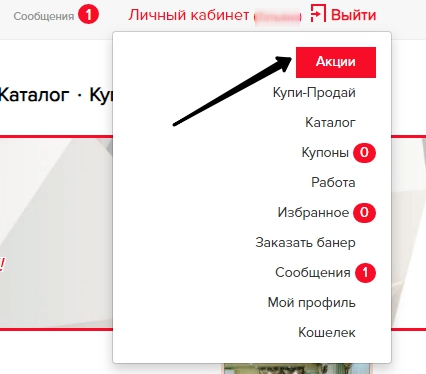 Сообщения 1 Личный кабинет Выйти
Акции
Каталог · Куп
Купи-Продай
Каталог
Купоны 0
Работа
Избранное 0
Заказать банер
Сообщения 1
Мой профиль
Кошелек
!